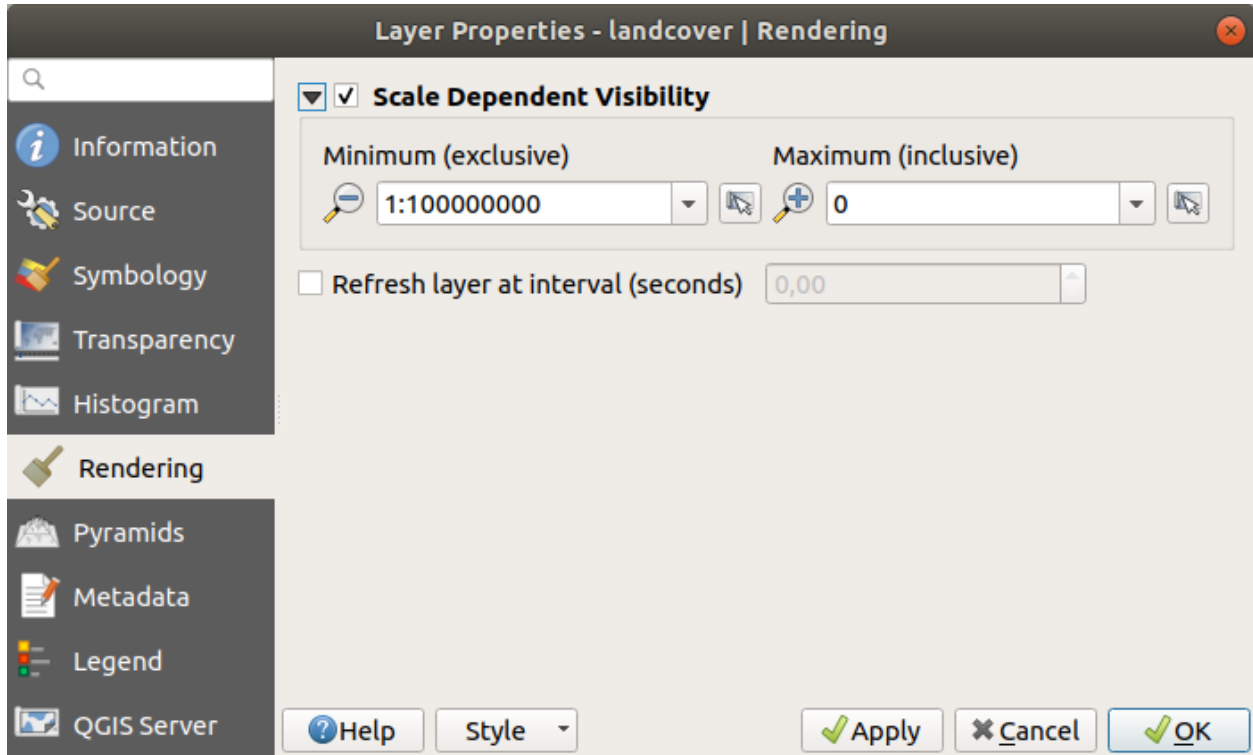 Layer Properties - landcover | Rendering
Information
Source
Symbology
Transparency
Histogram
Rendering
Pyramids
Metadata
Legend
QGIS Server
Scale Dependent Visibility
Minimum (exclusive) Maximum (inclusive)
1:100000000 0
Refresh layer at interval (seconds) 0,00
Help Style Apply Cancel OK